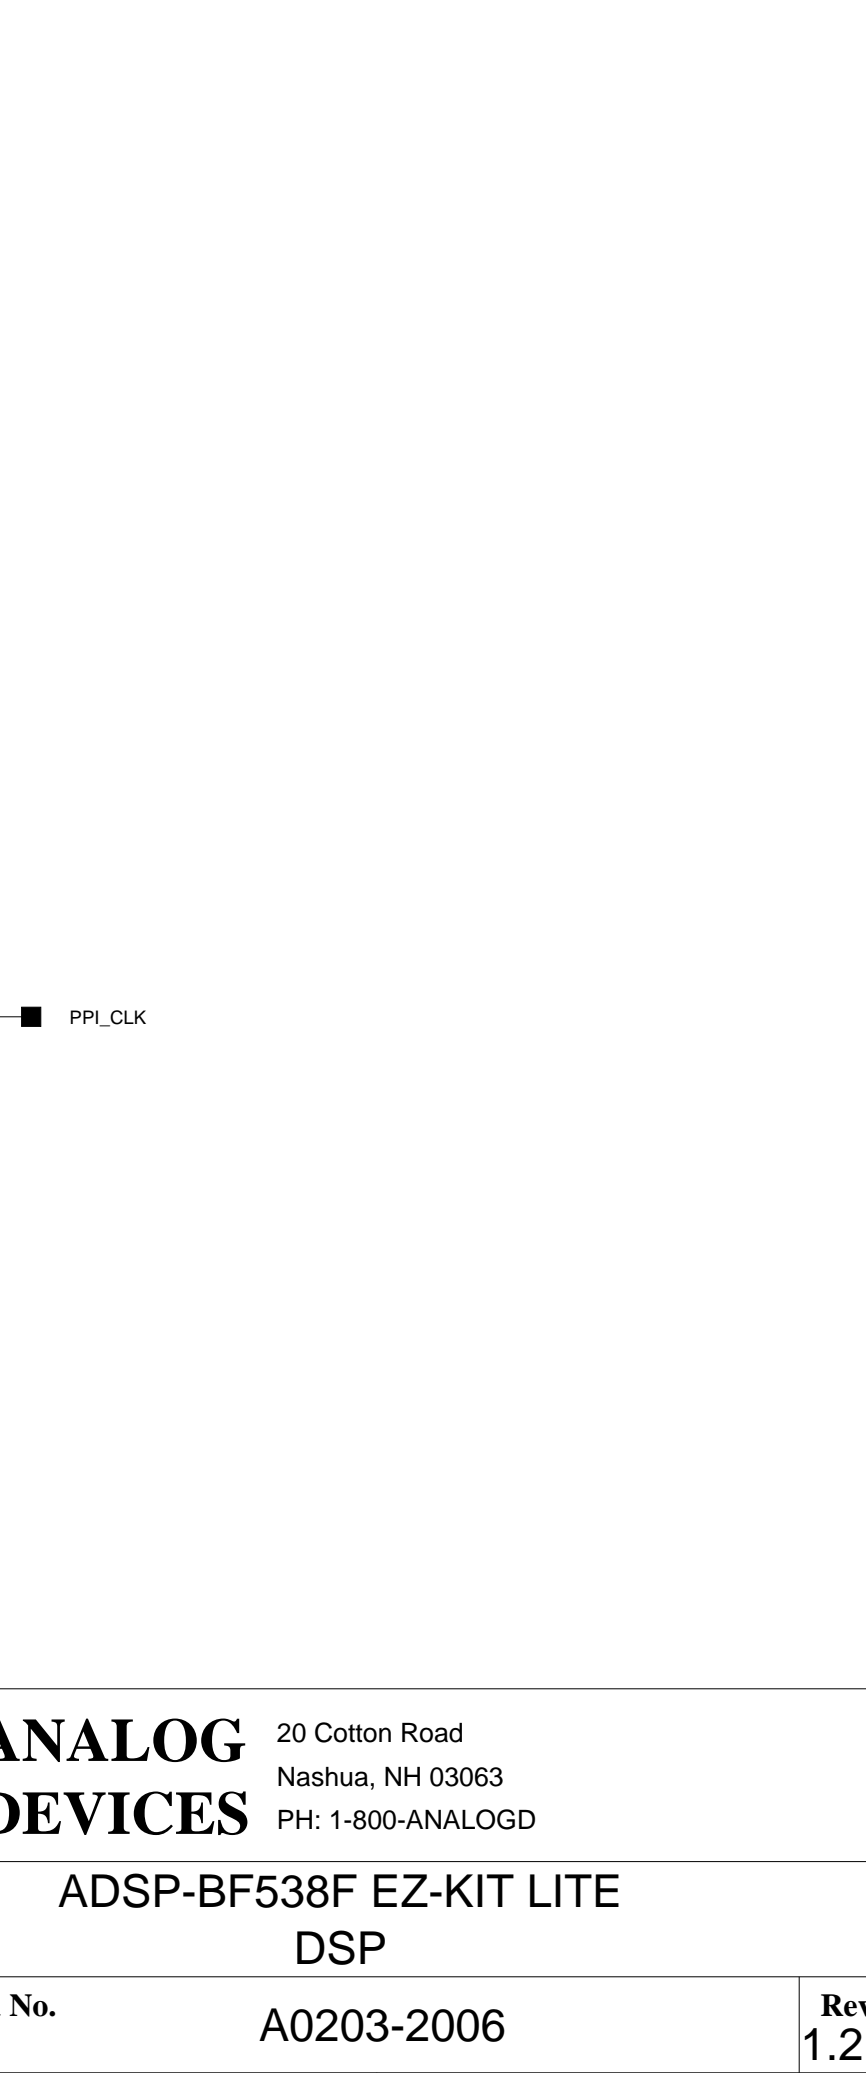 PPI_CLK
ANALOG
DEVICES
20 Cotton Road
Nashua, NH 03063
PH: 1-800-ANALOGD
ADSP-BF538F EZ-KIT LITE
DSP
No.
A0203-2006
Rev
1.2